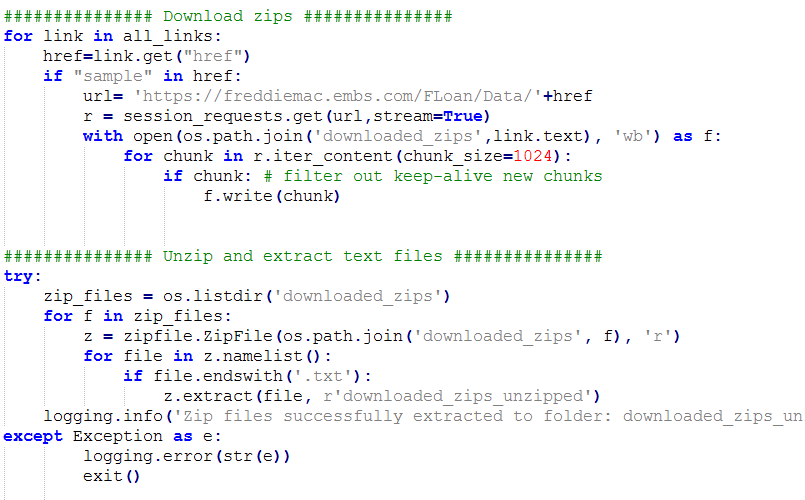 ############### Download zips ###############
for link in all_links:
    href=link.get("href")
    if "sample" in href:
        url= 'https://freddiemac.embs.com/FLoan/Data/'+href
        r = session_requests.get(url,stream=True)
        with open(os.path.join('downloaded_zips',link.text), 'wb') as f:
            for chunk in r.iter_content(chunk_size=1024):
                if chunk: # filter out keep-alive new chunks
                    f.write(chunk)
############### Unzip and extract text files ###############
try:
    zip_files = os.listdir('downloaded_zips')
    for f in zip_files:
        z = zipfile.ZipFile(os.path.join('downloaded_zips', f), 'r')
        for file in z.namelist():
            if file.endswith('.txt'):
                z.extract(file, r'downloaded_zips_unzipped')
    logging.info('Zip files successfully extracted to folder: downloaded_zips_un
except Exception as e:
        logging.error(str(e))
        exit()